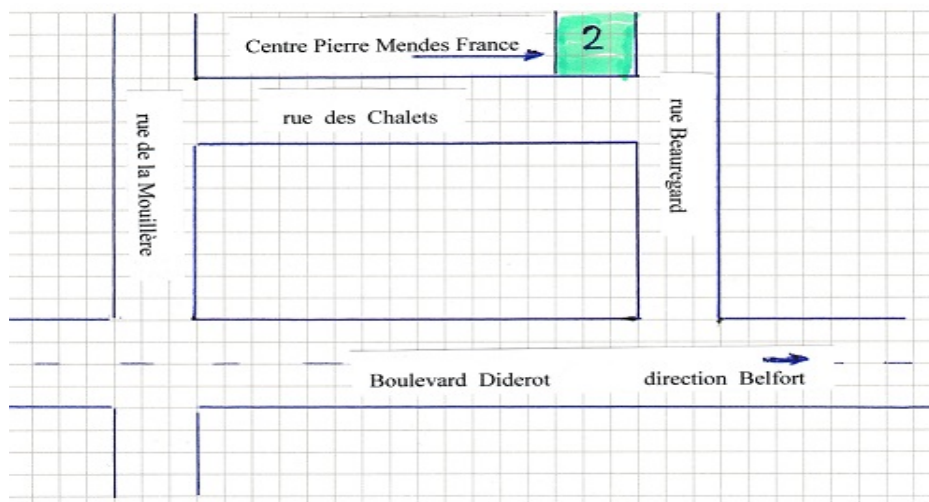 Centre Pierre Mendes France
2
rue des Chalets
rue de la Mouillère
rue Beauregard
Boulevard Diderot
direction Belfort